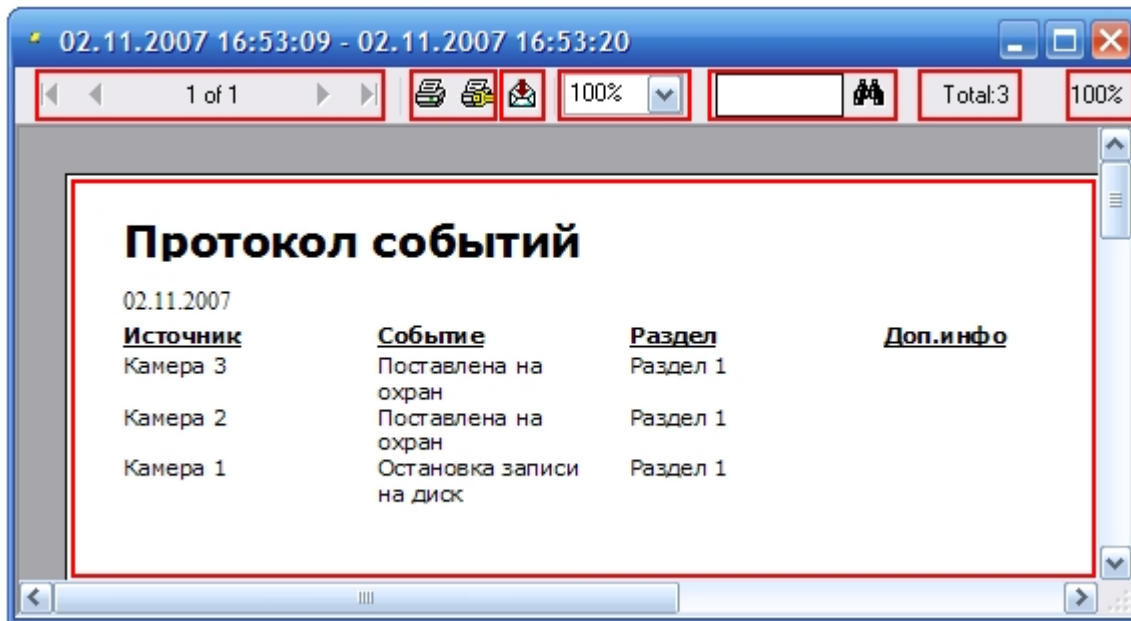 02.11.2007 16:53:09 - 02.11.2007 16:53:20
1 of 1 100% Total:3 100%
Протокол событий
02.11.2007
Источник Событие Раздел Доп.инфо
Камера 3 Поставлена на Раздел 1
охран
Камера 2 Поставлена на Раздел 1
охран
Камера 1 Остановка записи Раздел 1
на диск